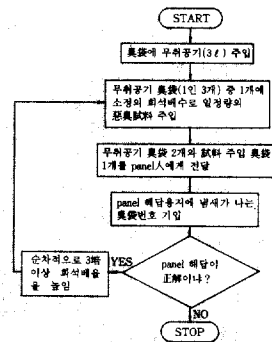 START
臭袋에 무취공기(3ℓ) 주입
무취공기 臭袋(1인 3개) 중 1개에
소정의 희석배수로 일정량의
惡臭試料 주입
무취공기 臭袋 2개와 試料 주입 臭袋
1개를 panel人에게 전달
panel 해답용지에 냄새가 나는
臭袋번호 기입
순차적으로 3배
이상 희석배율
을 높임
YES
panel 해답이
正解이냐?
NO
STOP